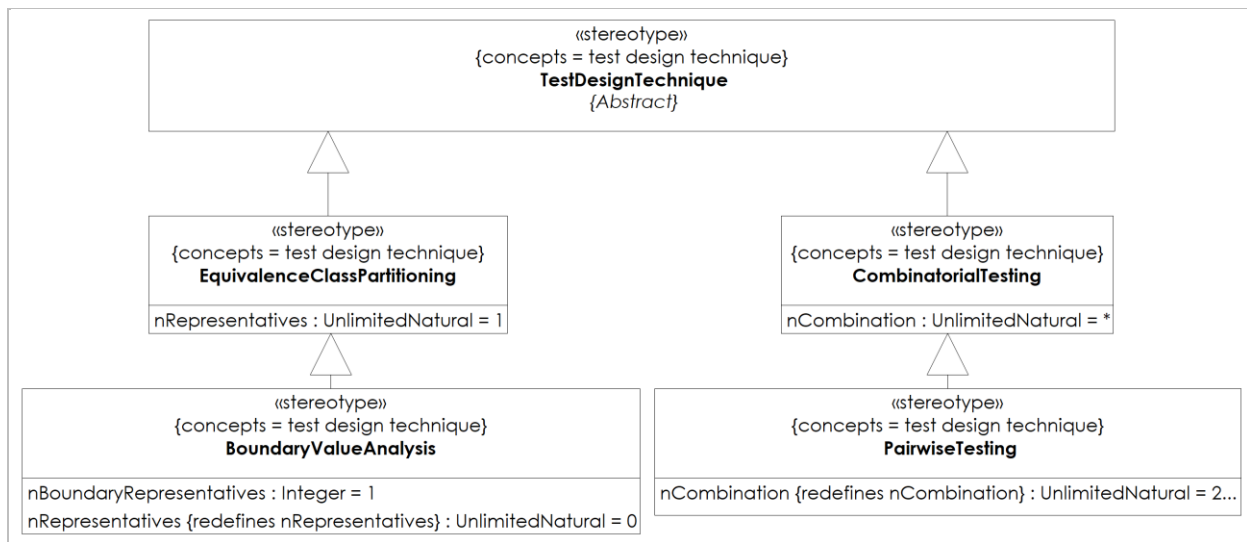 «stereotype»
{concepts = test design technique}
TestDesignTechnique
{Abstract}
«stereotype»
{concepts = test design technique}
EquivalenceClassPartitioning
nRepresentatives : UnlimitedNatural = 1
«stereotype»
{concepts = test design technique}
CombinatorialTesting
nCombination : UnlimitedNatural = *
«stereotype»
{concepts = test design technique}
BoundaryValueAnalysis
nBoundaryRepresentatives : Integer = 1
nRepresentatives {redefines nRepresentatives} : UnlimitedNatural = 0
«stereotype»
{concepts = test design technique}
PairwiseTesting
nCombination {redefines nCombination} : UnlimitedNatural = 2...